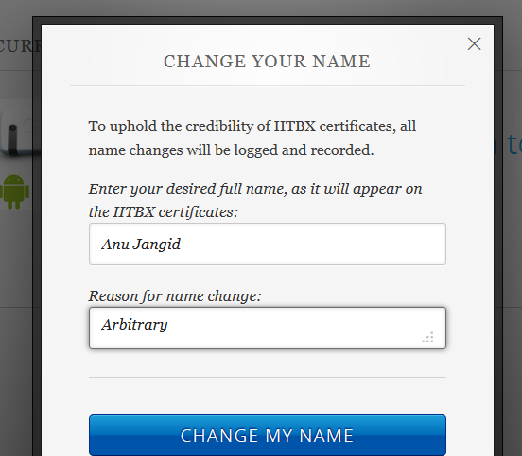 CURR
CHANGE YOUR NAME
To uphold the credibility of IITBX certificates, all
name changes will be logged and recorded.
Enter your desired full name, as it will appear on
the IITBX certificates:
Anu Jangid
Reason for name change:
Arbitrary
CHANGE MY NAME